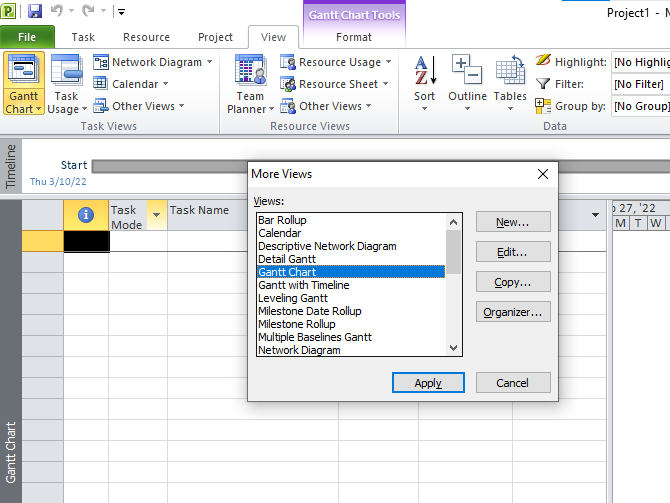 Gantt Chart Tools
Project1 -
File Task Resource Project View Format
Gantt Chart
Task Usage
Network Diagram
Calendar
Other Views
Task Views
Team Planner
Resource Usage
Resource Sheet
Other Views
Resource Views
Sort
Outline
Tables
Highlight: [No Highlig
Filter: [No Filter]
Group by: [No Group]
Data
Timeline
Start
Thu 3/10/22
Task Mode
Task Name
27, '22
M T W T
Gantt Chart
More Views
Views:
Bar Rollup
Calendar
Descriptive Network Diagram
Detail Gantt
Gantt Chart
Gantt with Timeline
Leveling Gantt
Milestone Date Rollup
Milestone Rollup
Multiple Baselines Gantt
Network Diagram
New...
Edit...
Copy...
Organizer...
Apply
Cancel